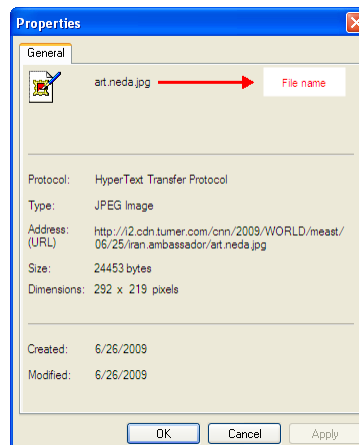 Properties
General
art.neda.jpg
File name
Protocol: HyperText Transfer Protocol
Type: JPEG Image
Address: http://i2.cdn.turner.com/cnn/2009/WORLD/meast/
(URL) 06/25/iran.ambassador/art.neda.jpg
Size: 24453 bytes
Dimensions: 292 x 219 pixels
Created: 6/26/2009
Modified: 6/26/2009
OK Cancel Apply